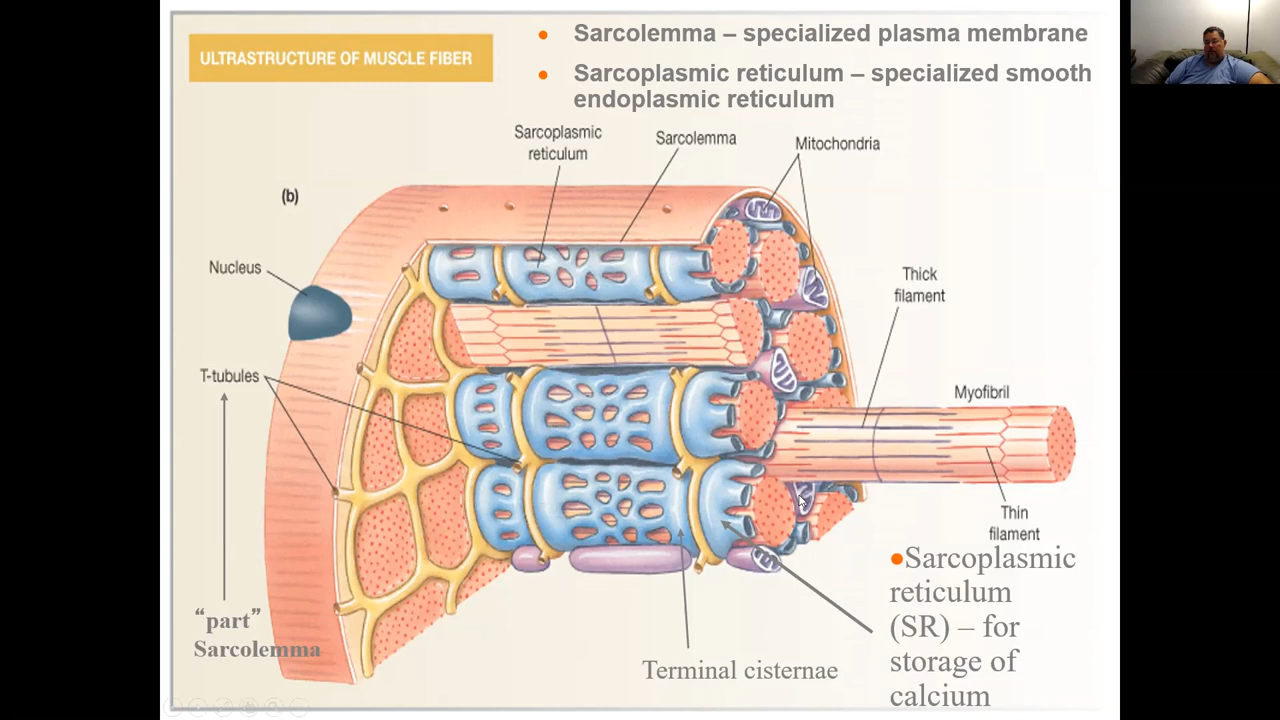 ULTRASTRUCTURE OF MUSCLE FIBER
• Sarcolemma – specialized plasma membrane
• Sarcoplasmic reticulum – specialized smooth
endoplasmic reticulum
Sarcoplasmic
reticulum
Sarcolemma
Mitochondria
(b)
Nucleus
Thick
filament
T-tubules
Myofibril
Thin
filament
“part”
Sarcolemma
Terminal cisternae
•Sarcoplasmic
reticulum
(SR) – for
storage of
calcium